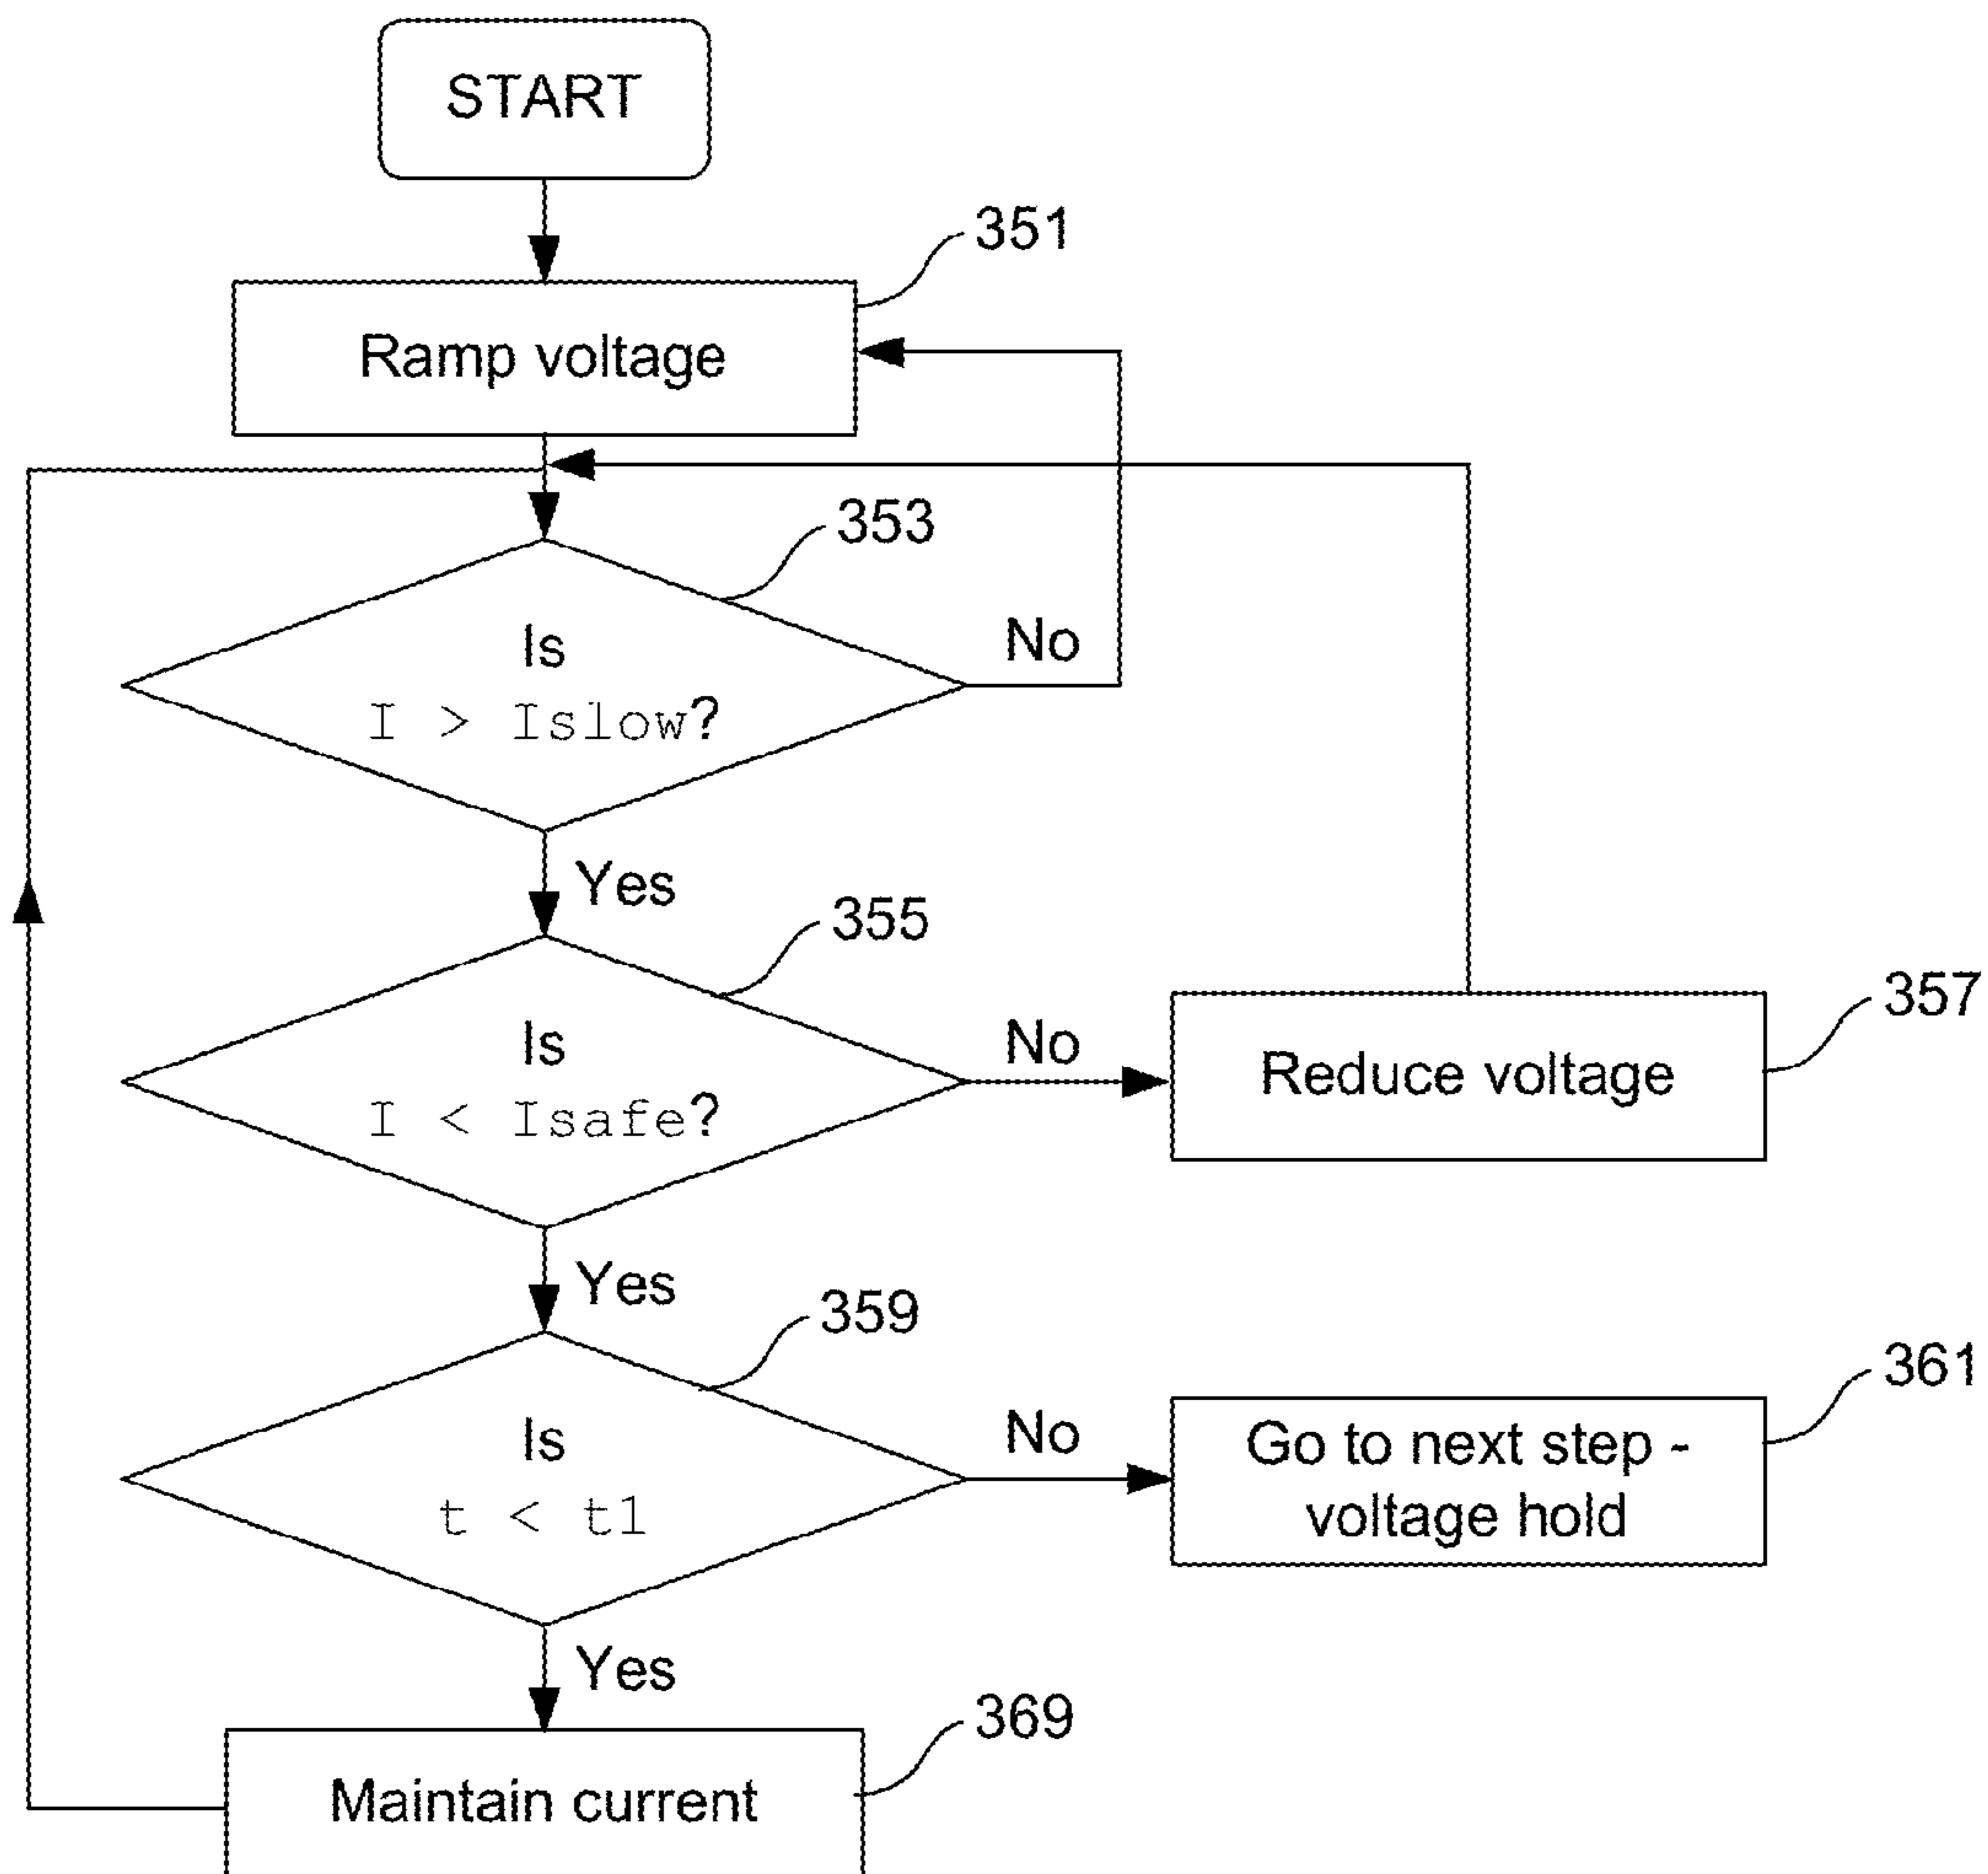 START
351
Ramp voltage
353
Is
I > Islow?
No
Yes
355
Is
I < Isafe?
No
357
Reduce voltage
Yes
359
Is
t < t1
No
361
Go to next step -
voltage hold
Yes
369
Maintain current